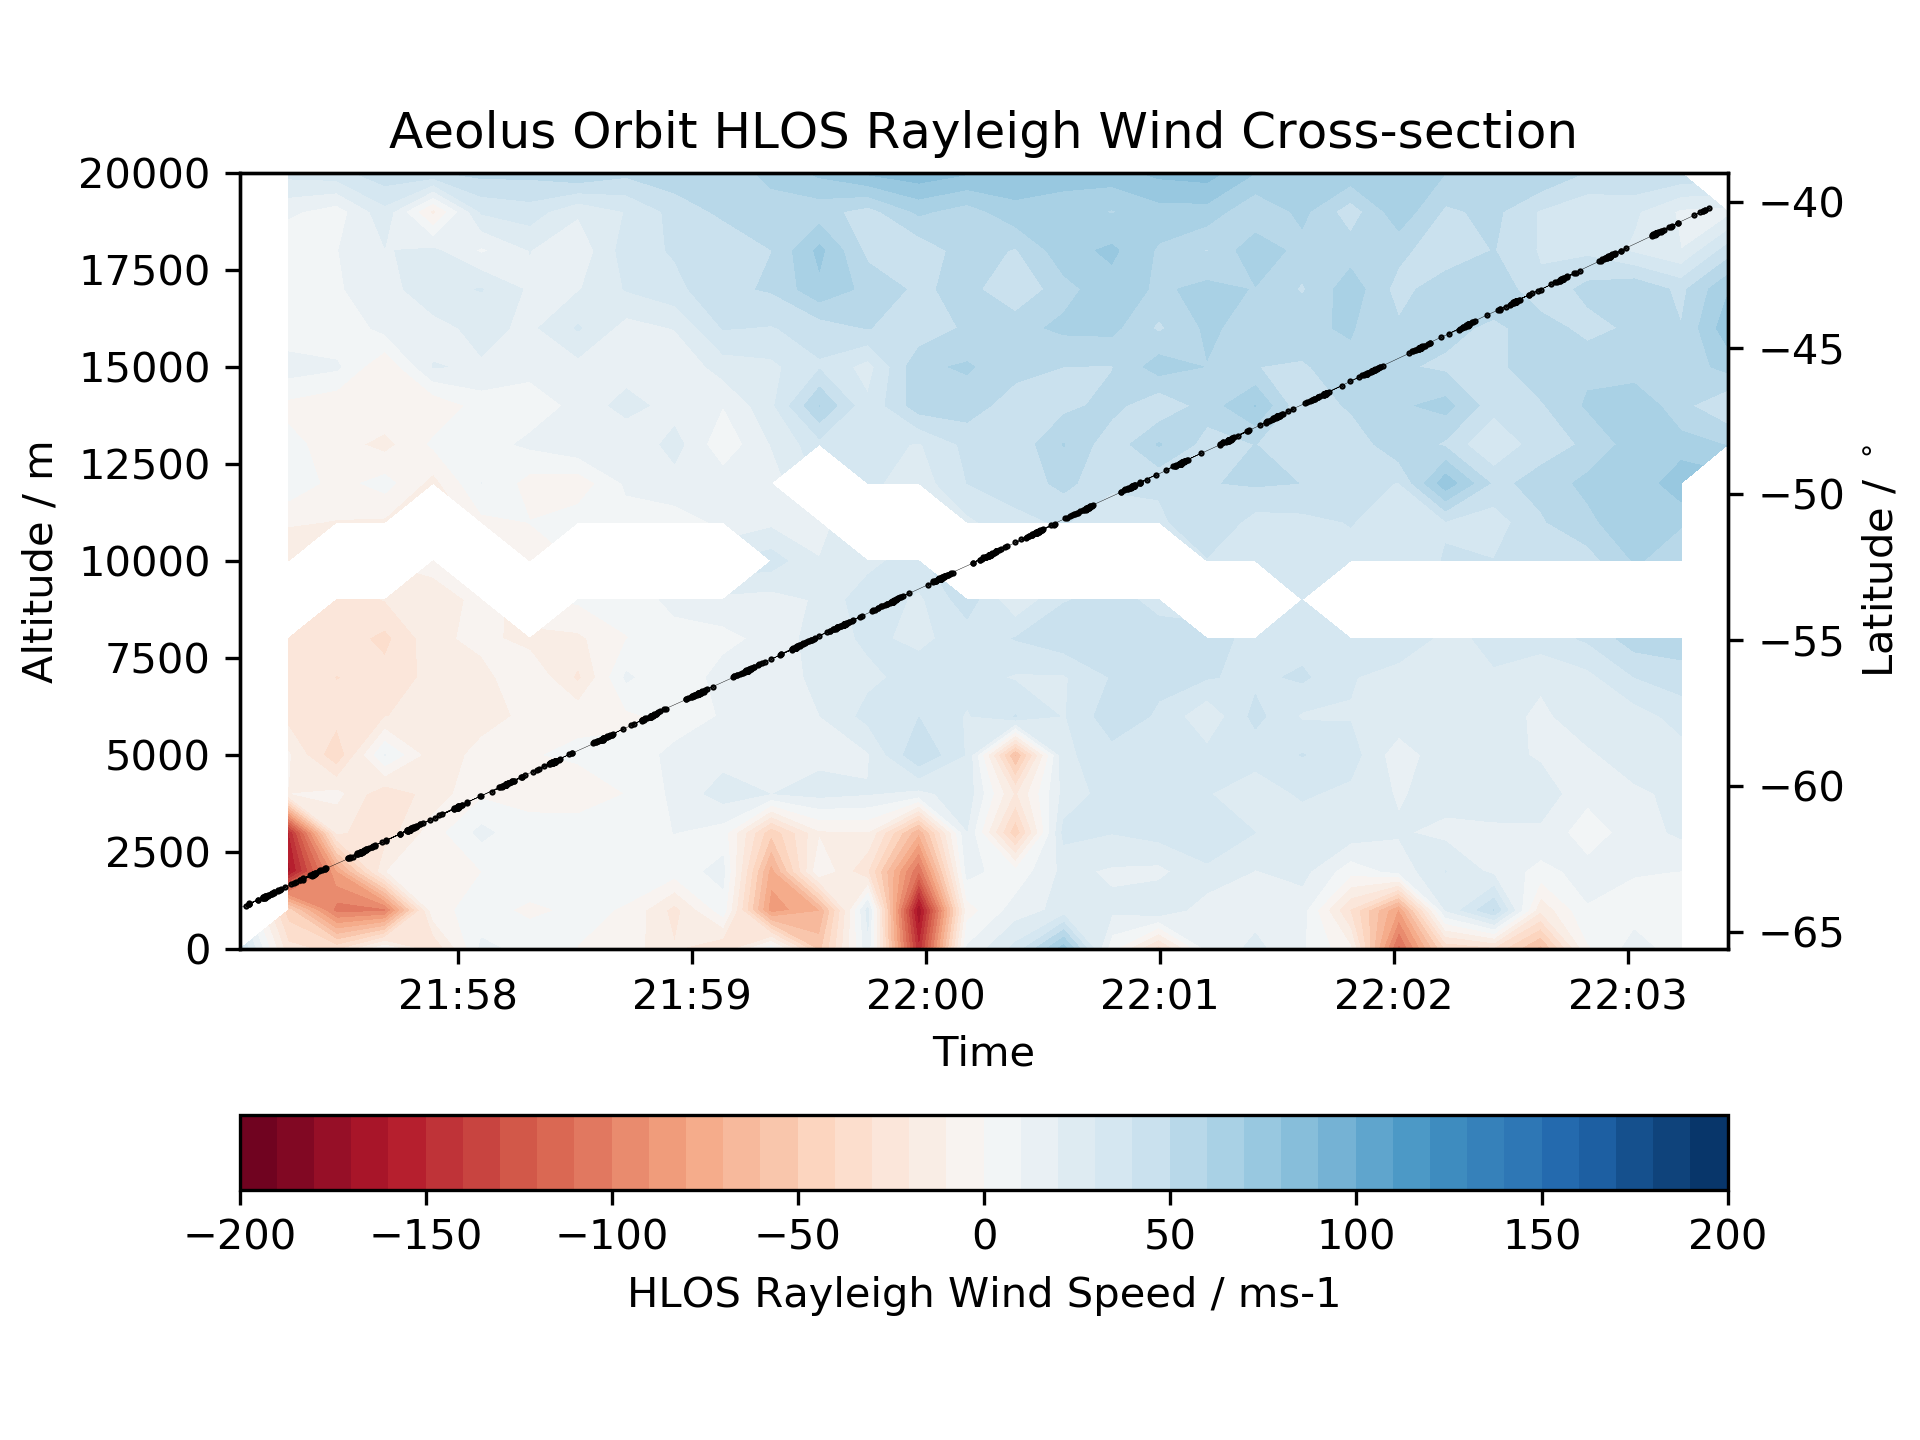 Aeolus Orbit HLOS Rayleigh Wind Cross-section
20000
17500
15000
12500
10000
7500
5000
2500
0
Altitude / m
−40
−45
−50
−55
−60
−65
Latitude / °
21:58 21:59 22:00 22:01 22:02 22:03
Time
−200 −150 −100 −50 0 50 100 150 200
HLOS Rayleigh Wind Speed / ms-1